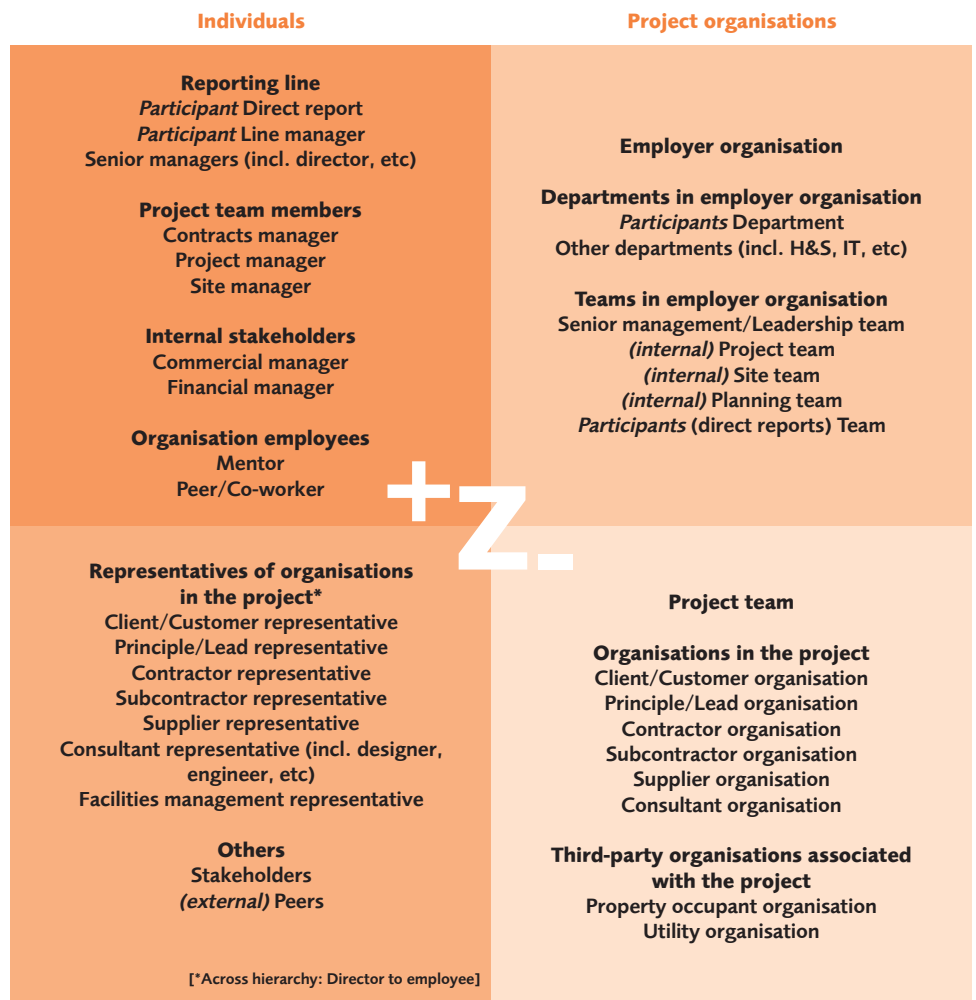 Individuals
Project organisations
Reporting line
Participant Direct report
Participant Line manager
Senior managers (incl. director, etc)
Project team members
Contracts manager
Project manager
Site manager
Internal stakeholders
Commercial manager
Financial manager
Organisation employees
Mentor
Peer/Co-worker
Employer organisation
Departments in employer organisation
Participants Department
Other departments (incl. H&S, IT, etc)
Teams in employer organisation
Senior management/Leadership team
(internal) Project team
(internal) Site team
(internal) Planning team
Participants (direct reports) Team
+Z-
Representatives of organisations
in the project*
Client/Customer representative
Principle/Lead representative
Contractor representative
Subcontractor representative
Supplier representative
Consultant representative (incl. designer,
engineer, etc)
Facilities management representative
Others
Stakeholders
(external) Peers
[*Across hierarchy: Director to employee]
Project team
Organisations in the project
Client/Customer organisation
Principle/Lead organisation
Contractor organisation
Subcontractor organisation
Supplier organisation
Consultant organisation
Third-party organisations associated
with the project
Property occupant organisation
Utility organisation